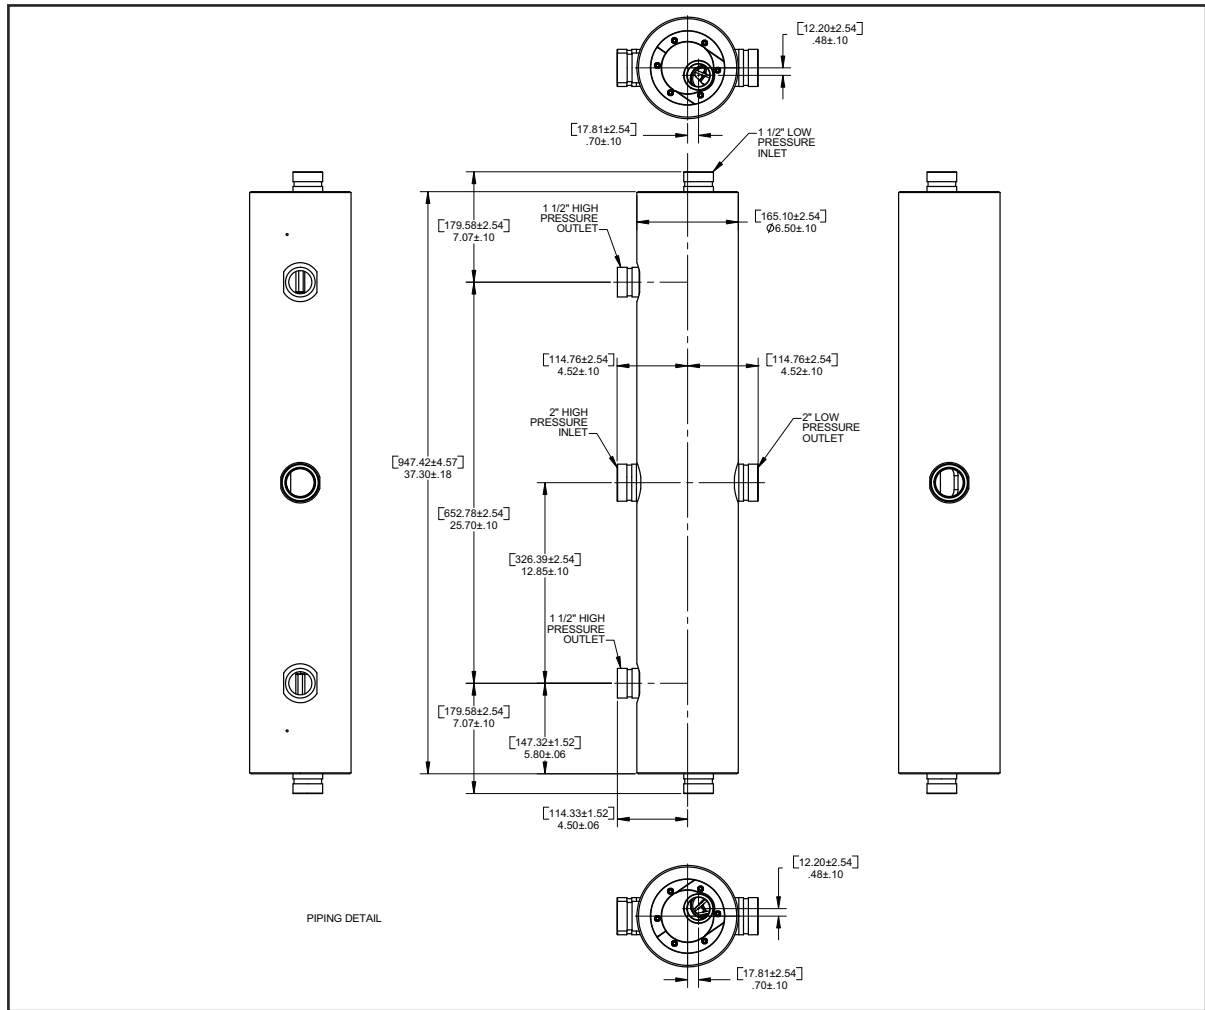 [12.20±2.54]
.48±.10
[17.81±2.54]
.70±.10
1 1/2" LOW
PRESSURE
INLET
1 1/2" HIGH
PRESSURE
OUTLET
[165.10±2.54]
Ø6.50±.10
[179.58±2.54]
7.07±.10
[114.76±2.54]
4.52±.10
[114.76±2.54]
4.52±.10
2" HIGH
PRESSURE
INLET
2" LOW
PRESSURE
OUTLET
[947.42±4.57]
37.30±.18
[652.78±2.54]
25.70±.10
[326.39±2.54]
12.85±.10
1 1/2" HIGH
PRESSURE
OUTLET
[179.58±2.54]
7.07±.10
[147.32±1.52]
5.80±.06
[114.33±1.52]
4.50±.06
[12.20±2.54]
.48±.10
PIPING DETAIL
[17.81±2.54]
.70±.10